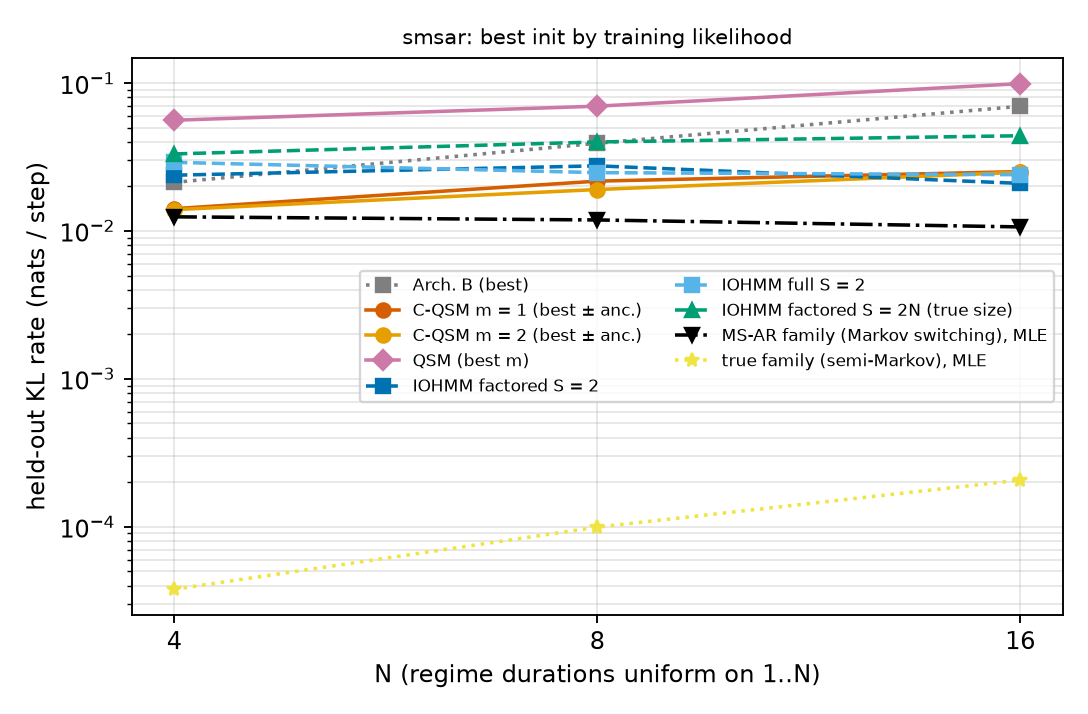 smsar: best init by training likelihood
held-out KL rate (nats / step)
10⁻¹
10⁻²
10⁻³
10⁻⁴
Arch. B (best)
C-QSM m = 1 (best ± anc.)
C-QSM m = 2 (best ± anc.)
QSM (best m)
IOHMM factored S = 2
IOHMM full S = 2
IOHMM factored S = 2N (true size)
MS-AR family (Markov switching), MLE
true family (semi-Markov), MLE
4 8 16
N (regime durations uniform on 1..N)